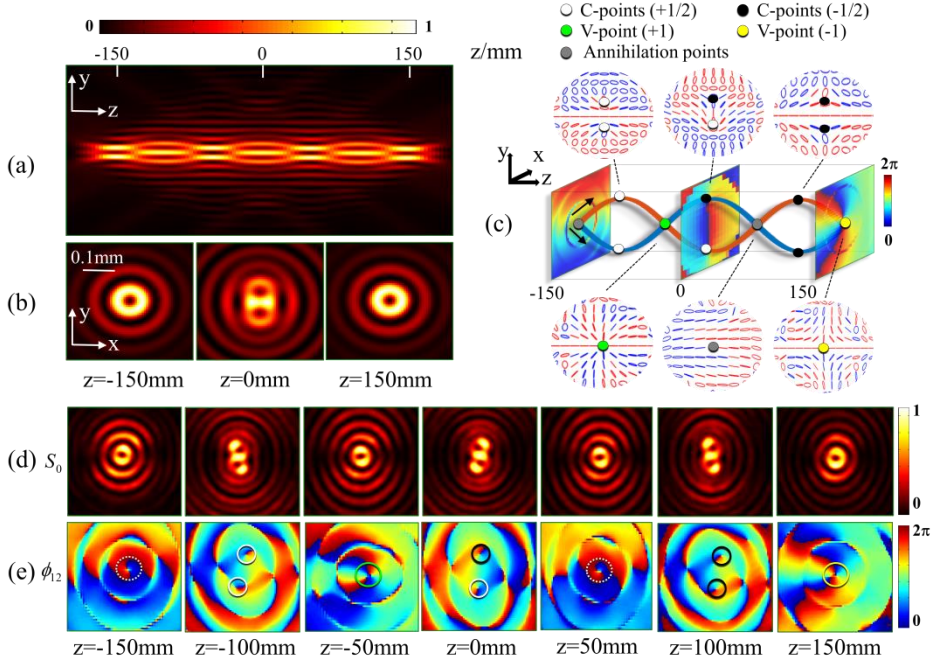 0
1
C-points (+1/2)
C-points (-1/2)
V-point (+1)
V-point (-1)
Annihilation points
-150
0
150
z/mm
y
z
(a)
y
x
z
2π
0
(c)
-150
0
150
0.1mm
(b)
y
x
z=-150mm
z=0mm
z=150mm
(d)
S₀
1
0
(e)
ϕ₁₂
2π
0
z=-150mm
z=-100mm
z=-50mm
z=0mm
z=50mm
z=100mm
z=150mm